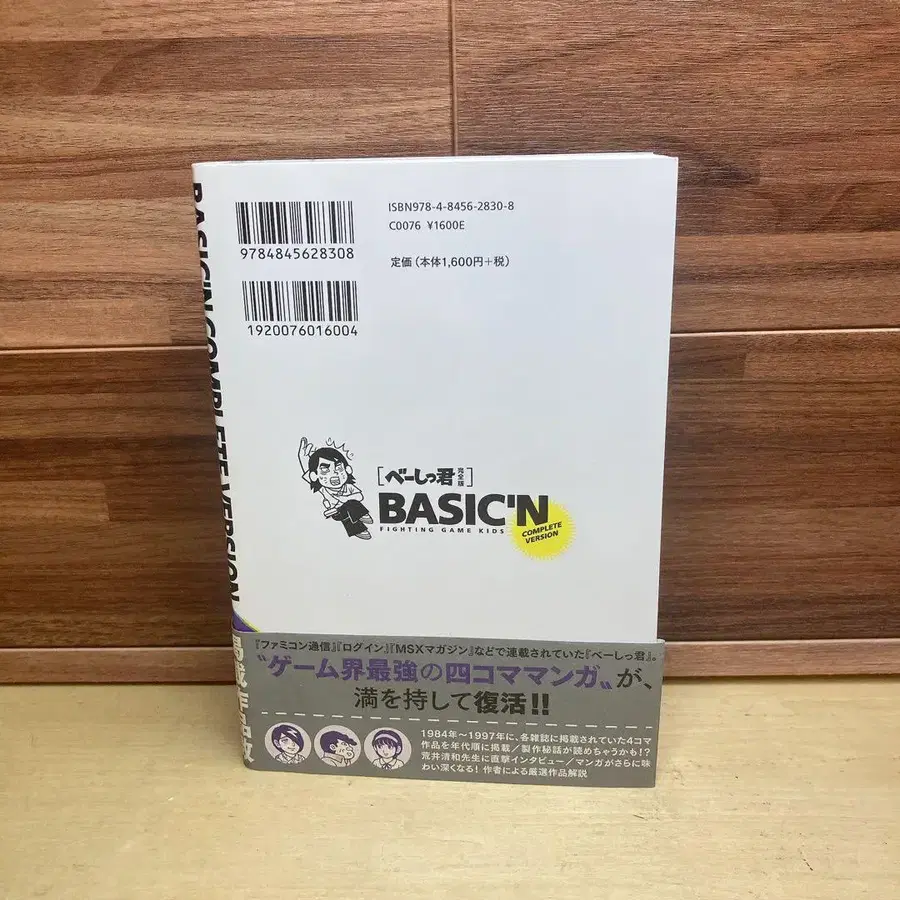 BASIC'N COMPLETE VERSION
ISBN978-4-8456-2830-8
C0076 ¥1600E
定価（本体1,600円＋税）
9784845628308
1920076016004
［べーしっ君 完全版］
BASIC'N
FIGHTING GAME KIDS
COMPLETE
VERSION
『ファミコン通信』『ログイン』『MSXマガジン』などで連載されていた『べーしっ君』。
〝ゲーム界最強の四コママンガ〟が、
満を持して復活!!
1984年〜1997年に、各雑誌に掲載されていた4コマ
作品を年代順に掲載／製作秘話が読めちゃうかも!?
荒井清和先生に直撃インタビュー／マンガがさらに味
わい深くなる! 作者による厳選作品解説